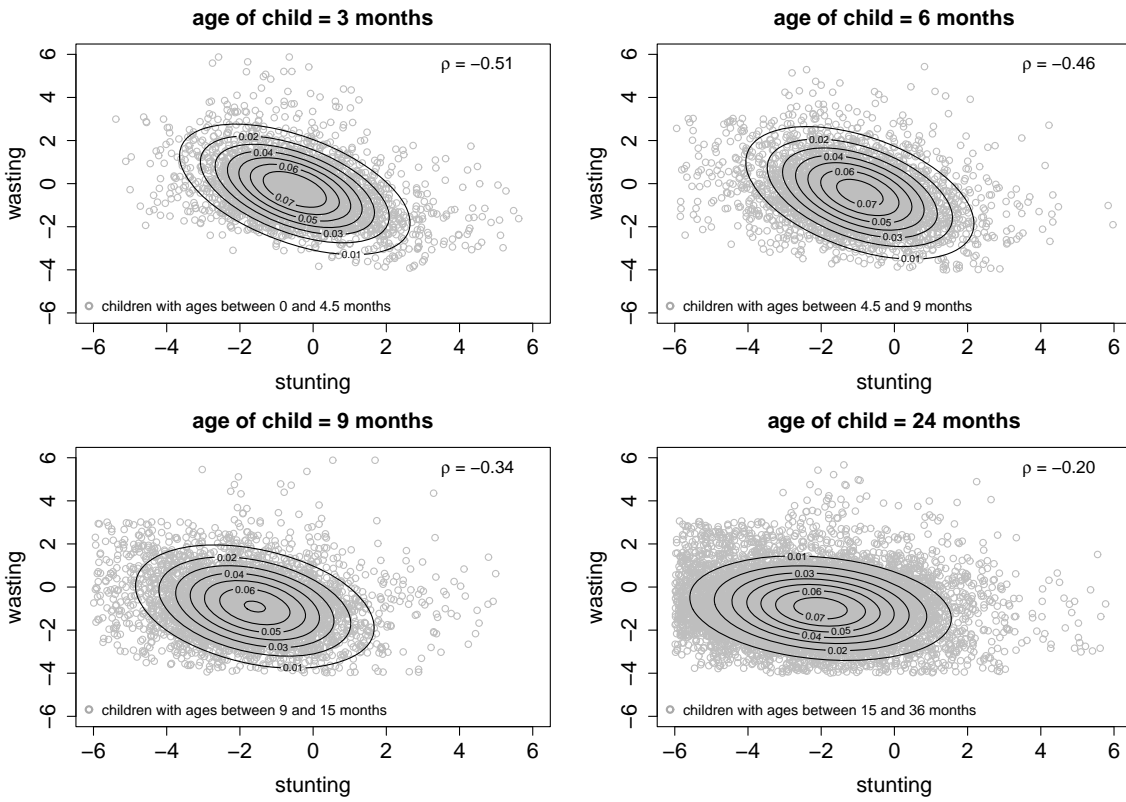 age of child = 3 months
ρ = −0.51
0.02
0.04
0.06
0.07
0.05
0.03
0.01
children with ages between 0 and 4.5 months
wasting
−6 −4 −2 0 2 4 6
−6 −4 −2 0 2 4 6
stunting
age of child = 6 months
ρ = −0.46
0.02
0.04
0.06
0.07
0.05
0.03
0.01
children with ages between 4.5 and 9 months
wasting
−6 −4 −2 0 2 4 6
−6 −4 −2 0 2 4 6
stunting
age of child = 9 months
ρ = −0.34
0.02
0.04
0.06
0.05
0.03
0.01
children with ages between 9 and 15 months
wasting
−6 −4 −2 0 2 4 6
−6 −4 −2 0 2 4 6
stunting
age of child = 24 months
ρ = −0.20
0.01
0.03
0.06
0.07
0.05
0.04
0.02
children with ages between 15 and 36 months
wasting
−6 −4 −2 0 2 4 6
−6 −4 −2 0 2 4 6
stunting